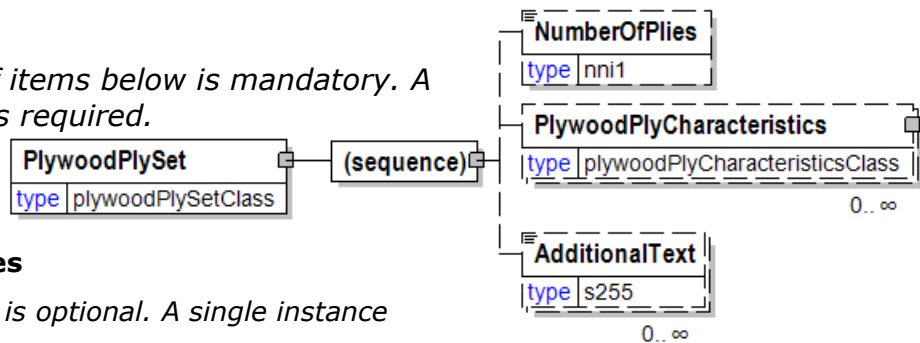 NumberOfPlies
type nni1
f items below is mandatory. A
s required.
PlywoodPlyCharacteristics
type plywoodPlyCharacteristicsClass
0.. ∞
PlywoodPlySet
type plywoodPlySetClass
(sequence)
AdditionalText
type s255
0.. ∞
es
is optional. A single instance